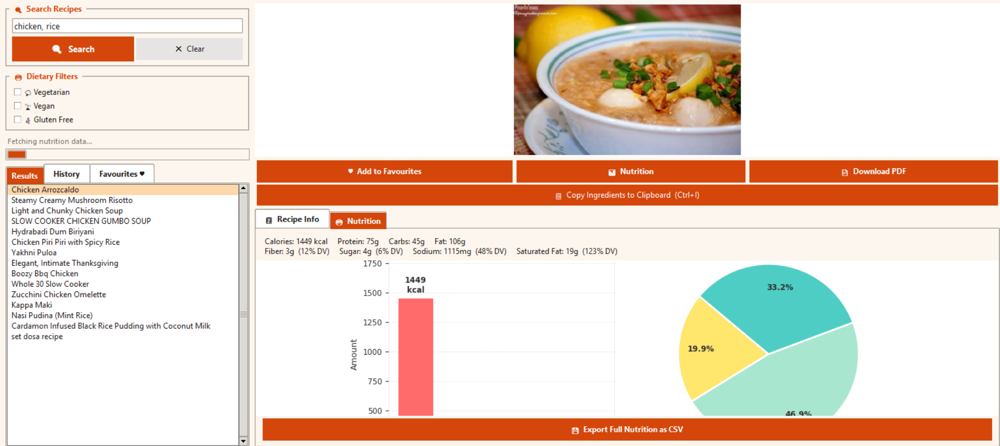 Search Recipes
chicken, rice
Search
Clear
Dietary Filters
Vegetarian
Vegan
Gluten Free
Fetching nutrition data...
Results
History
Favourites ♥
Chicken Arrozcaldo
Steamy Creamy Mushroom Risotto
Light and Chunky Chicken Soup
SLOW COOKER CHICKEN GUMBO SOUP
Hydrabadi Dum Biriyani
Chicken Piri Piri with Spicy Rice
Yakhni Puloa
Elegant, Intimate Thanksgiving
Boozy Bbq Chicken
Whole 30 Slow Cooker
Zucchini Chicken Omelette
Kappa Maki
Nasi Pudina (Mint Rice)
Cardamon Infused Black Rice Pudding with Coconut Milk
set dosa recipe
♥ Add to Favourites
Nutrition
Download PDF
Copy Ingredients to Clipboard (Ctrl+I)
Recipe Info
Nutrition
Calories: 1449 kcal Protein: 75g Carbs: 45g Fat: 106g
Fiber: 3g (12% DV) Sugar: 4g (6% DV) Sodium: 1115mg (48% DV) Saturated Fat: 19g (123% DV)
1750
1500
1250
1000
750
500
Amount
1449
kcal
33.2%
19.9%
46.9%
Export Full Nutrition as CSV